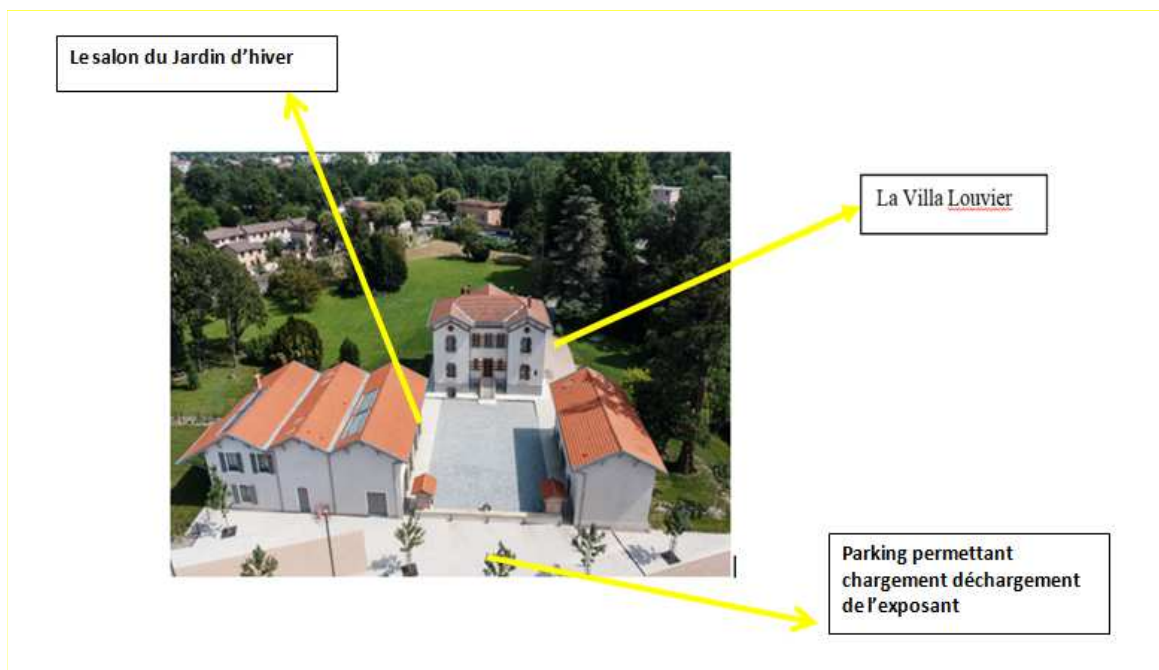 Le salon du Jardin d'hiver
La Villa Louvier
Parking permettant
chargement déchargement
de l'exposant